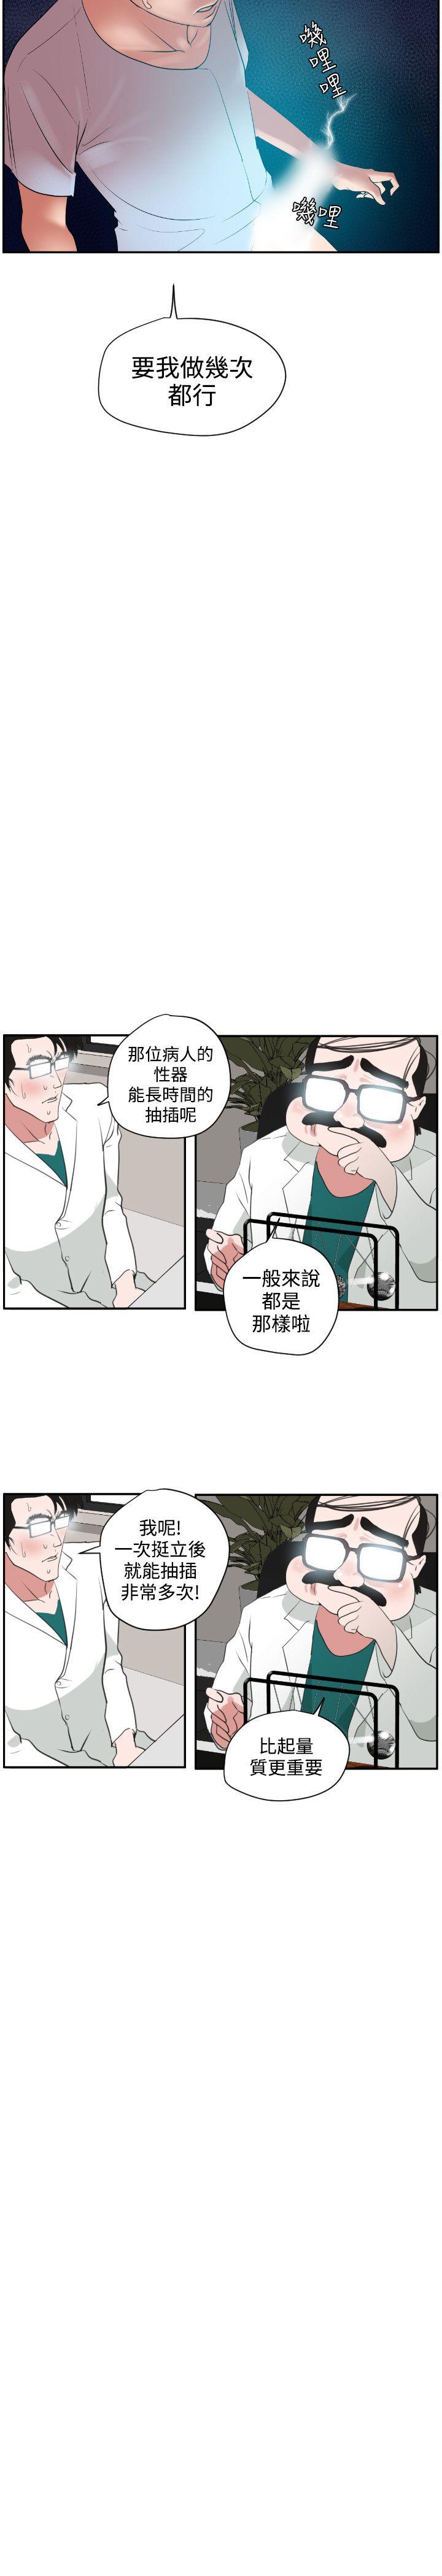 嘰
哩
哩
嘰哩
要我做幾次
都行
那位病人的
性器
能長時間的
抽插呢
一般來說
都是
那樣啦
我呢!
一次挺立後
就能抽插
非常多次!
比起量
質更重要